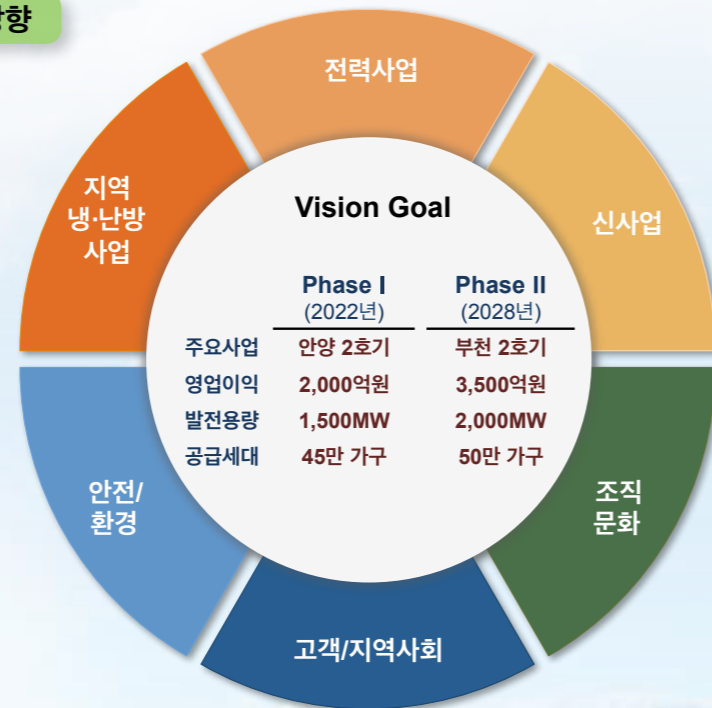 전력사업
신사업
조직
문화
고객/지역사회
안전/
환경
지역
냉·난방
사업
Vision Goal
Phase I Phase II
(2022년) (2028년)
주요사업 안양 2호기 부천 2호기
영업이익 2,000억원 3,500억원
발전용량 1,500MW 2,000MW
공급세대 45만 가구 50만 가구